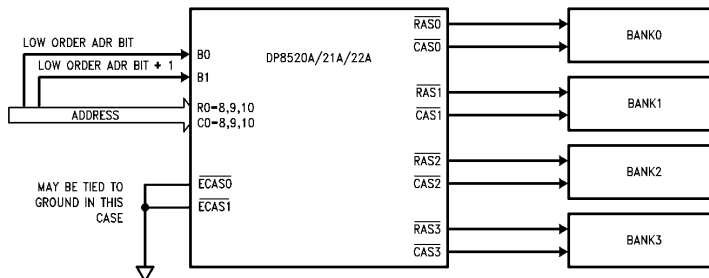 LOW ORDER ADR BIT
LOW ORDER ADR BIT + 1
ADDRESS
B0
B1
R0–8,9,10
C0–8,9,10
DP8520A/21A/22A
MAY BE TIED TO
GROUND IN THIS
CASE
ECAS0
ECAS1
RAS0
CAS0
RAS1
CAS1
RAS2
CAS2
RAS3
CAS3
BANK0
BANK1
BANK2
BANK3